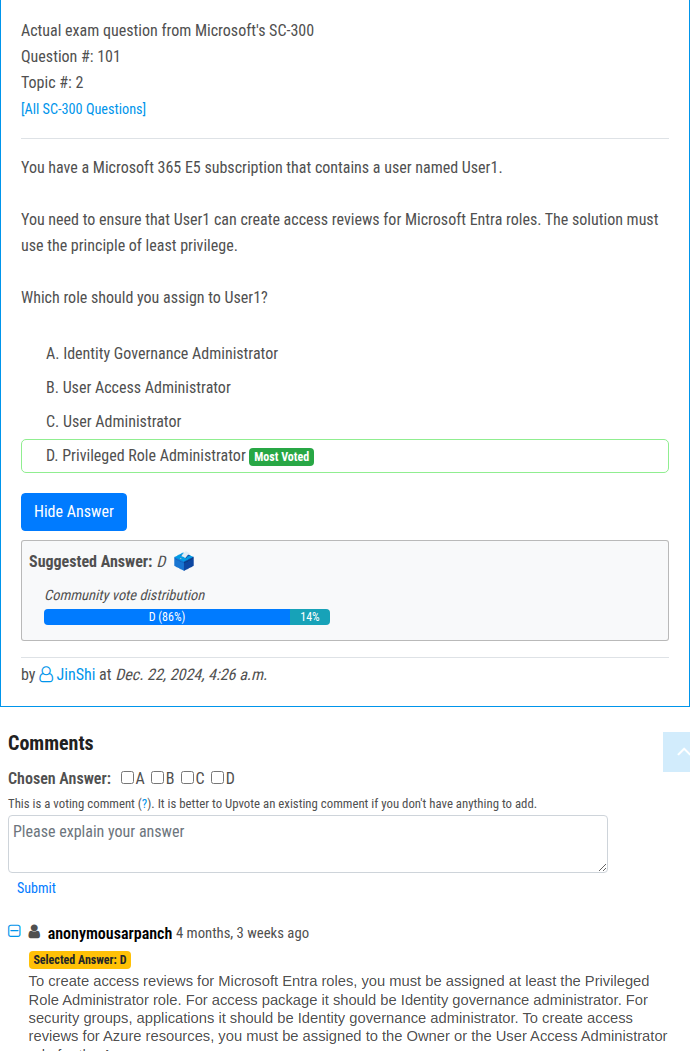 Actual exam question from Microsoft's SC-300
Question #: 101
Topic #: 2
[All SC-300 Questions]
You have a Microsoft 365 E5 subscription that contains a user named User1.
You need to ensure that User1 can create access reviews for Microsoft Entra roles. The solution must
use the principle of least privilege.
Which role should you assign to User1?
A. Identity Governance Administrator
B. User Access Administrator
C. User Administrator
D. Privileged Role Administrator Most Voted
Hide Answer
Suggested Answer: D
Community vote distribution
D (86%) 14%
by JinShi at Dec. 22, 2024, 4:26 a.m.
Comments
Chosen Answer: A B C D
This is a voting comment (?). It is better to Upvote an existing comment if you don't have anything to add.
Please explain your answer
Submit
anonymousarpanch 4 months, 3 weeks ago
Selected Answer: D
To create access reviews for Microsoft Entra roles, you must be assigned at least the Privileged
Role Administrator role. For access package it should be Identity governance administrator. For
security groups, applications it should be Identity governance administrator. To create access
reviews for Azure resources, you must be assigned to the Owner or the User Access Administrator